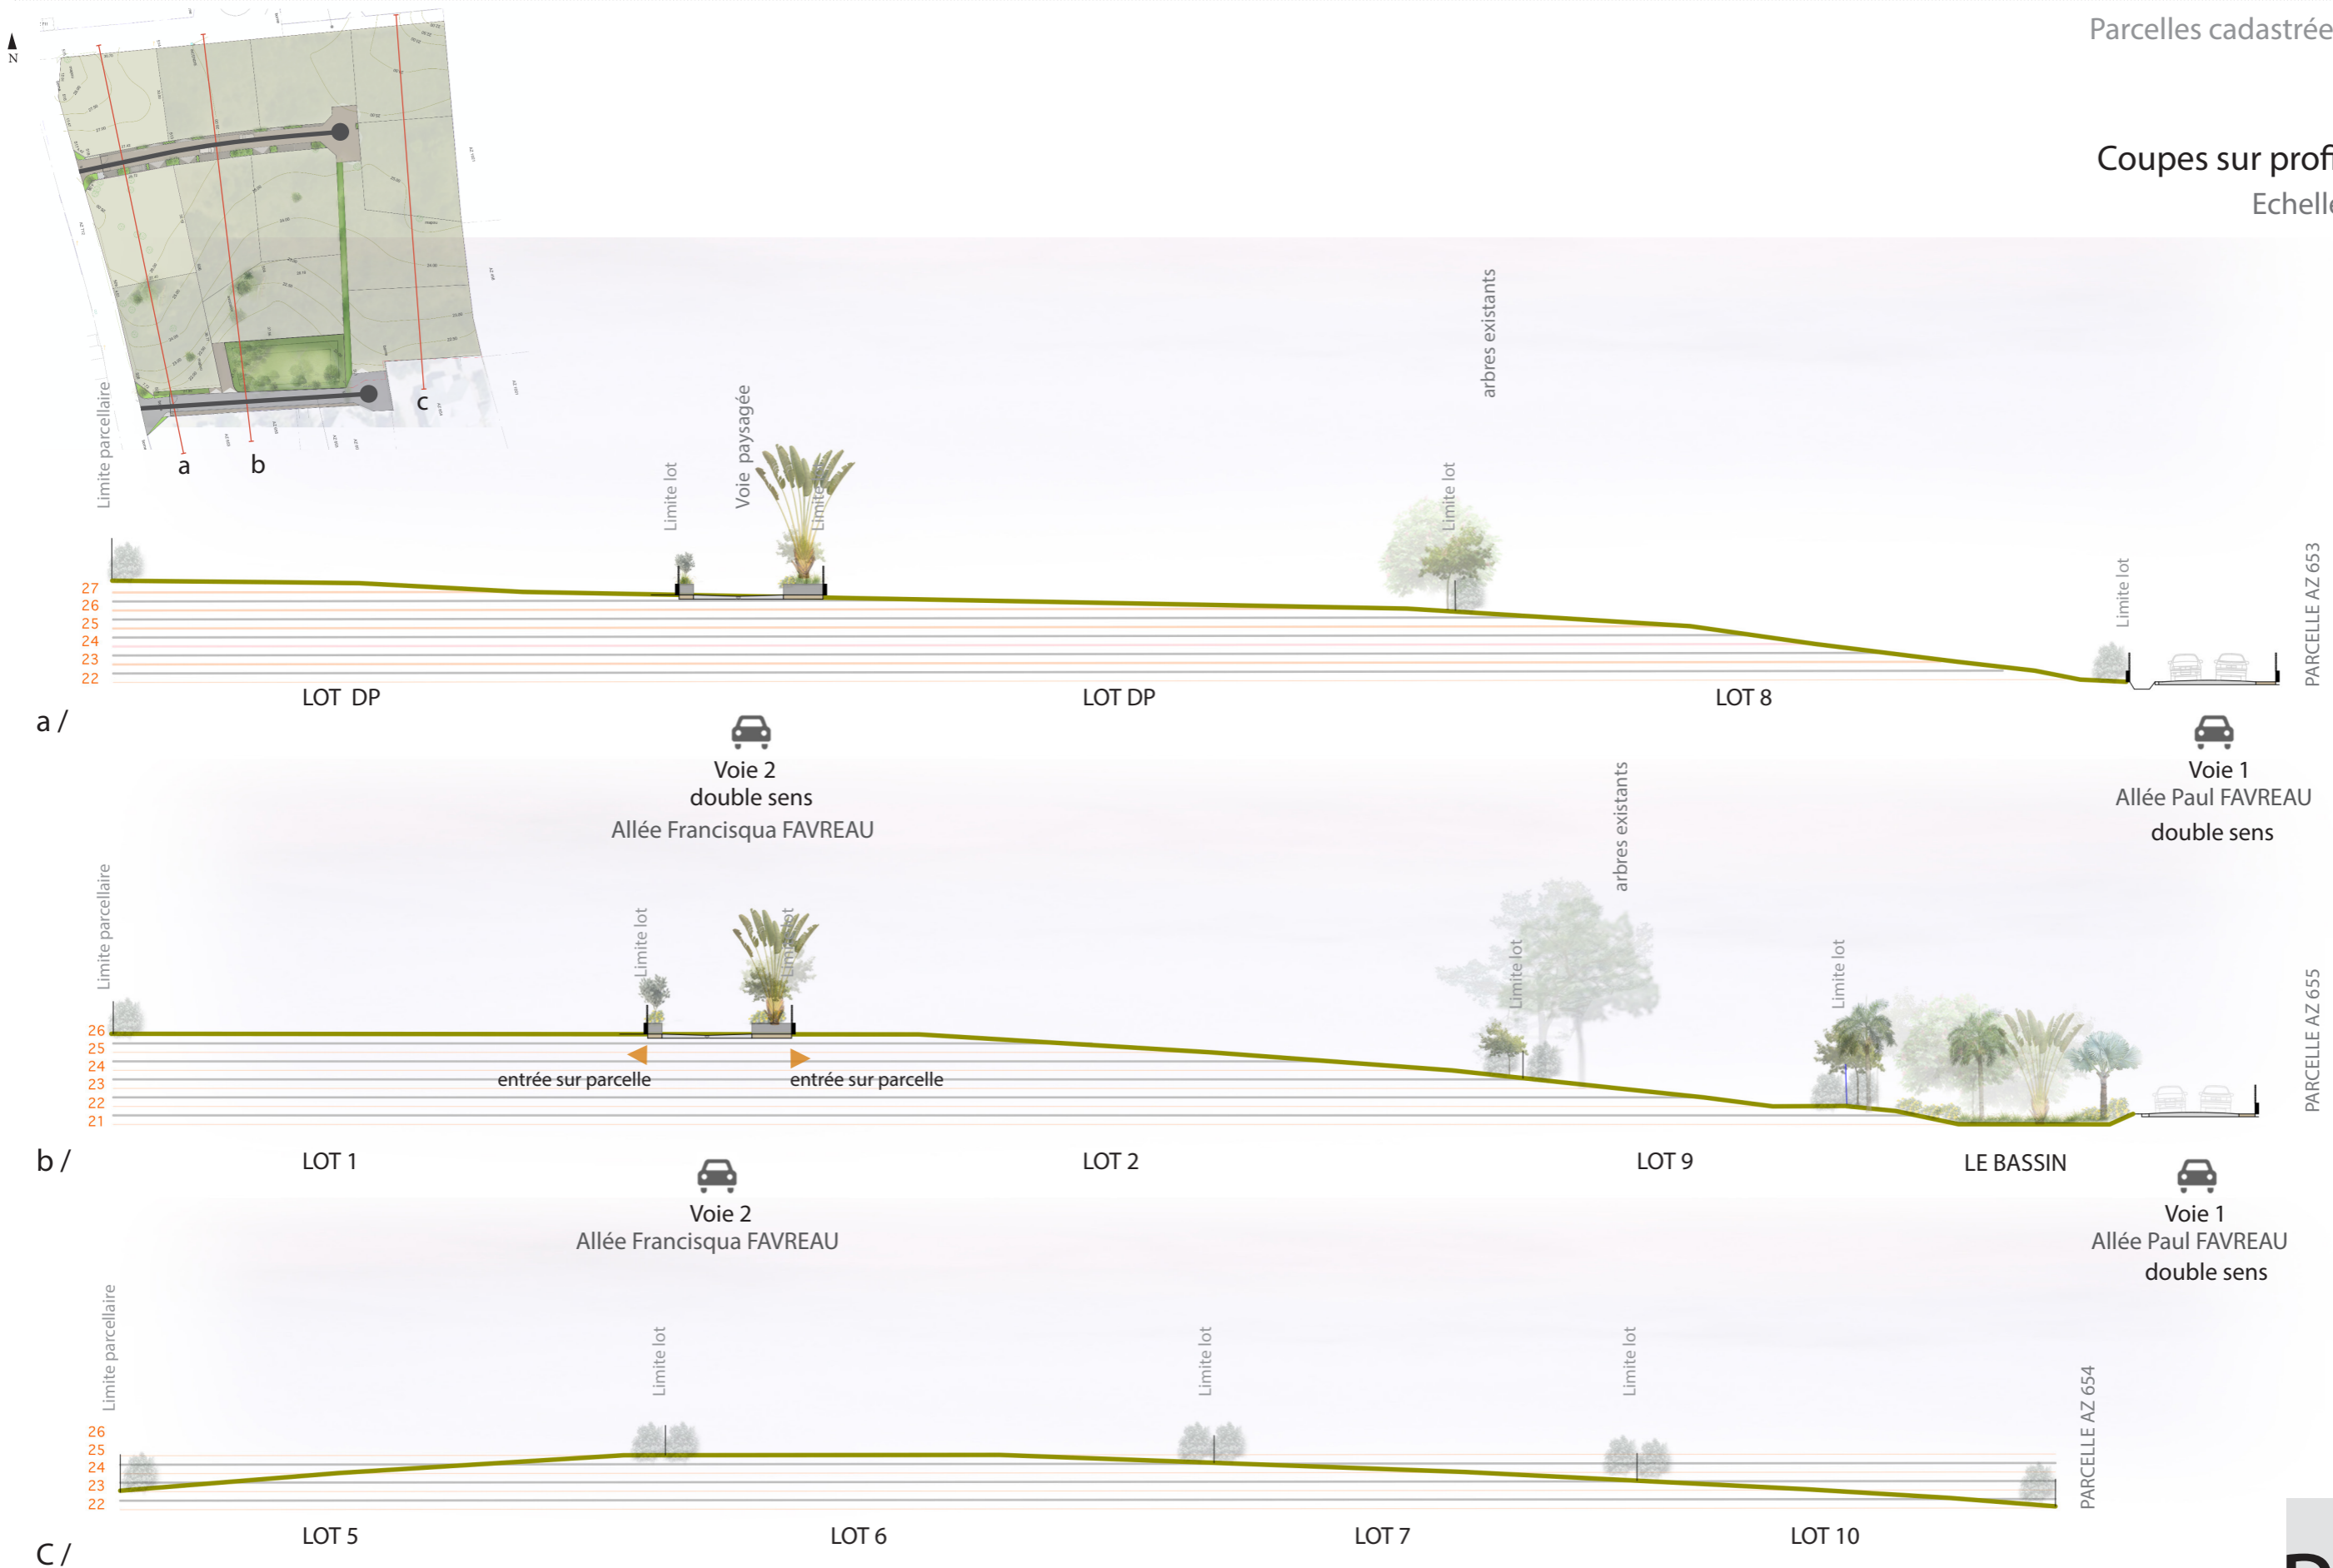 N
Parcelles cadastrée
Coupes sur profi
Echelle
a
b
c
Limite parcellaire
Limite lot
Voie paysagée
Limite lot
arbres existants
Limite lot
Limite lot
PARCELLE AZ 653
27
26
25
24
23
22
LOT DP
LOT DP
LOT 8
a /
Voie 2
double sens
Allée Francisqua FAVREAU
Voie 1
Allée Paul FAVREAU
double sens
Limite parcellaire
Limite lot
Limite lot
arbres existants
Limite lot
Limite lot
PARCELLE AZ 655
26
25
24
23
22
21
entrée sur parcelle
entrée sur parcelle
b /
LOT 1
LOT 2
LOT 9
LE BASSIN
Voie 2
Allée Francisqua FAVREAU
Voie 1
Allée Paul FAVREAU
double sens
Limite parcellaire
Limite lot
Limite lot
Limite lot
PARCELLE AZ 654
26
25
24
23
22
LOT 5
LOT 6
LOT 7
LOT 10
C /